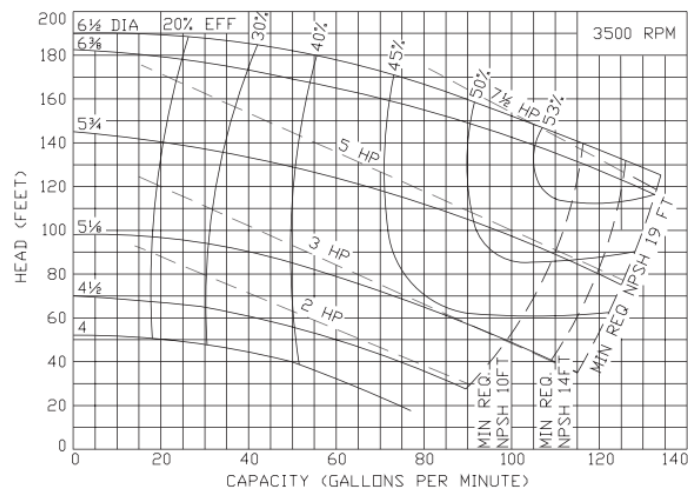 3500 RPM
200
180
160
140
120
100
80
60
40
20
0
HEAD (FEET)
6½ DIA
6⅜
5¾
5⅛
4½
4
20% EFF
30%
40%
45%
50%
53%
7½ HP
5 HP
3 HP
2 HP
MIN REQ.
NPSH 10FT
MIN REQ.
NPSH 14FT
MIN REQ NPSH 19 FT
0
20
40
60
80
100
120
140
CAPACITY (GALLONS PER MINUTE)